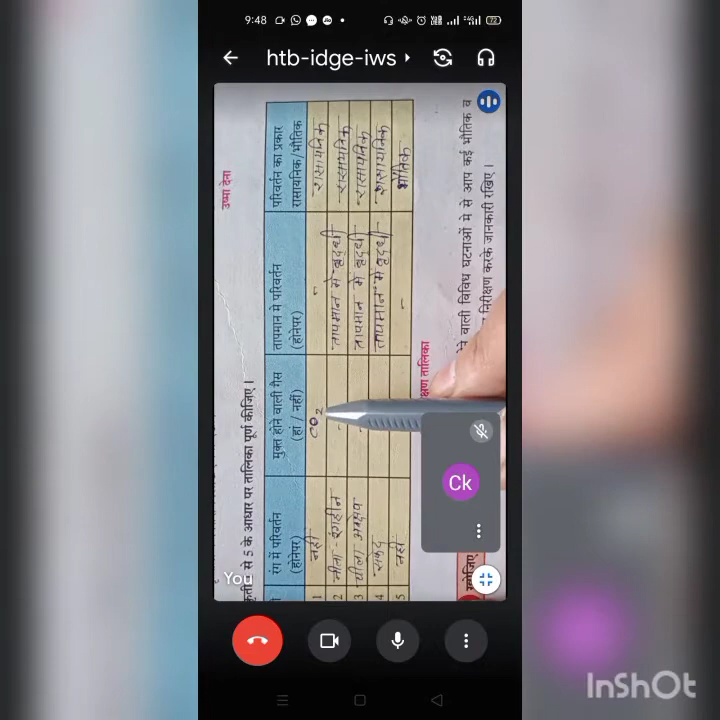 9:48
72
htb-idge-iws
उष्मा देना
से 5 के आधार पर तालिका पूर्ण कीजिए।
रंग में परिवर्तन (होनेपर) मुक्त होने वाली गैस (हां / नहीं) तापमान मे परिवर्तन (होनेपर) परिवर्तन का प्रकार रासायनिक/भौतिक
1 नही CO2 - रासायनिक
2 नीला - रंगहीन - तापमान मे वृद्धी रासायनिक
3 पीला अवक्षेप - तापमान मे वृद्धी रासायनिक
4 सफेद तापमान मे वृद्धी रासायनिक
5 नही - भौतिक
तालिका
वाली विविध घटनाओं मे से आप कई भौतिक व
निरीक्षण करके जानकारी रखिए।
खोजिए
You
Ck
InShOt